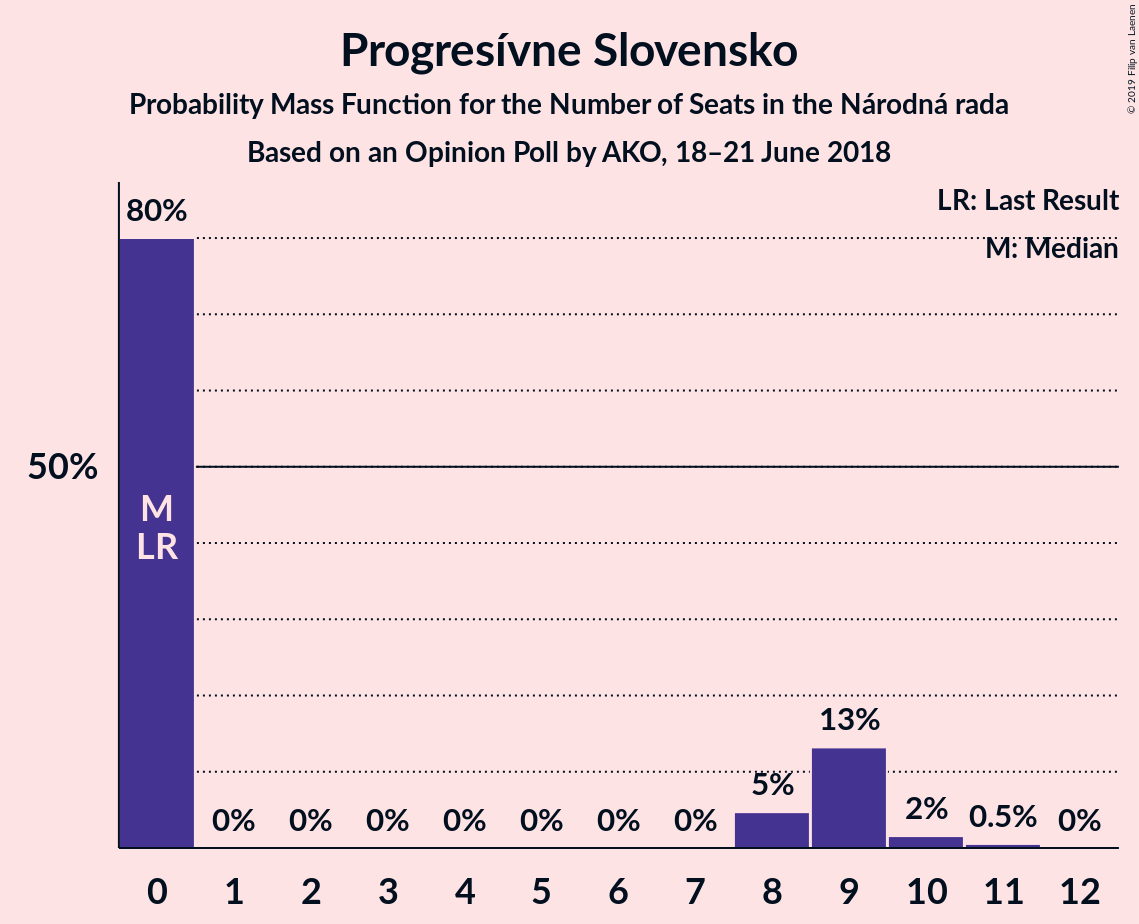 Progresívne Slovensko
Probability Mass Function for the Number of Seats in the Národná rada
Based on an Opinion Poll by AKO, 18–21 June 2018
© 2019 Filip van Laenen
LR: Last Result
M: Median
80%
50%
M
LR
0%
0%
0%
0%
0%
0%
0%
5%
13%
2%
0.5%
0%
0 1 2 3 4 5 6 7 8 9 10 11 12